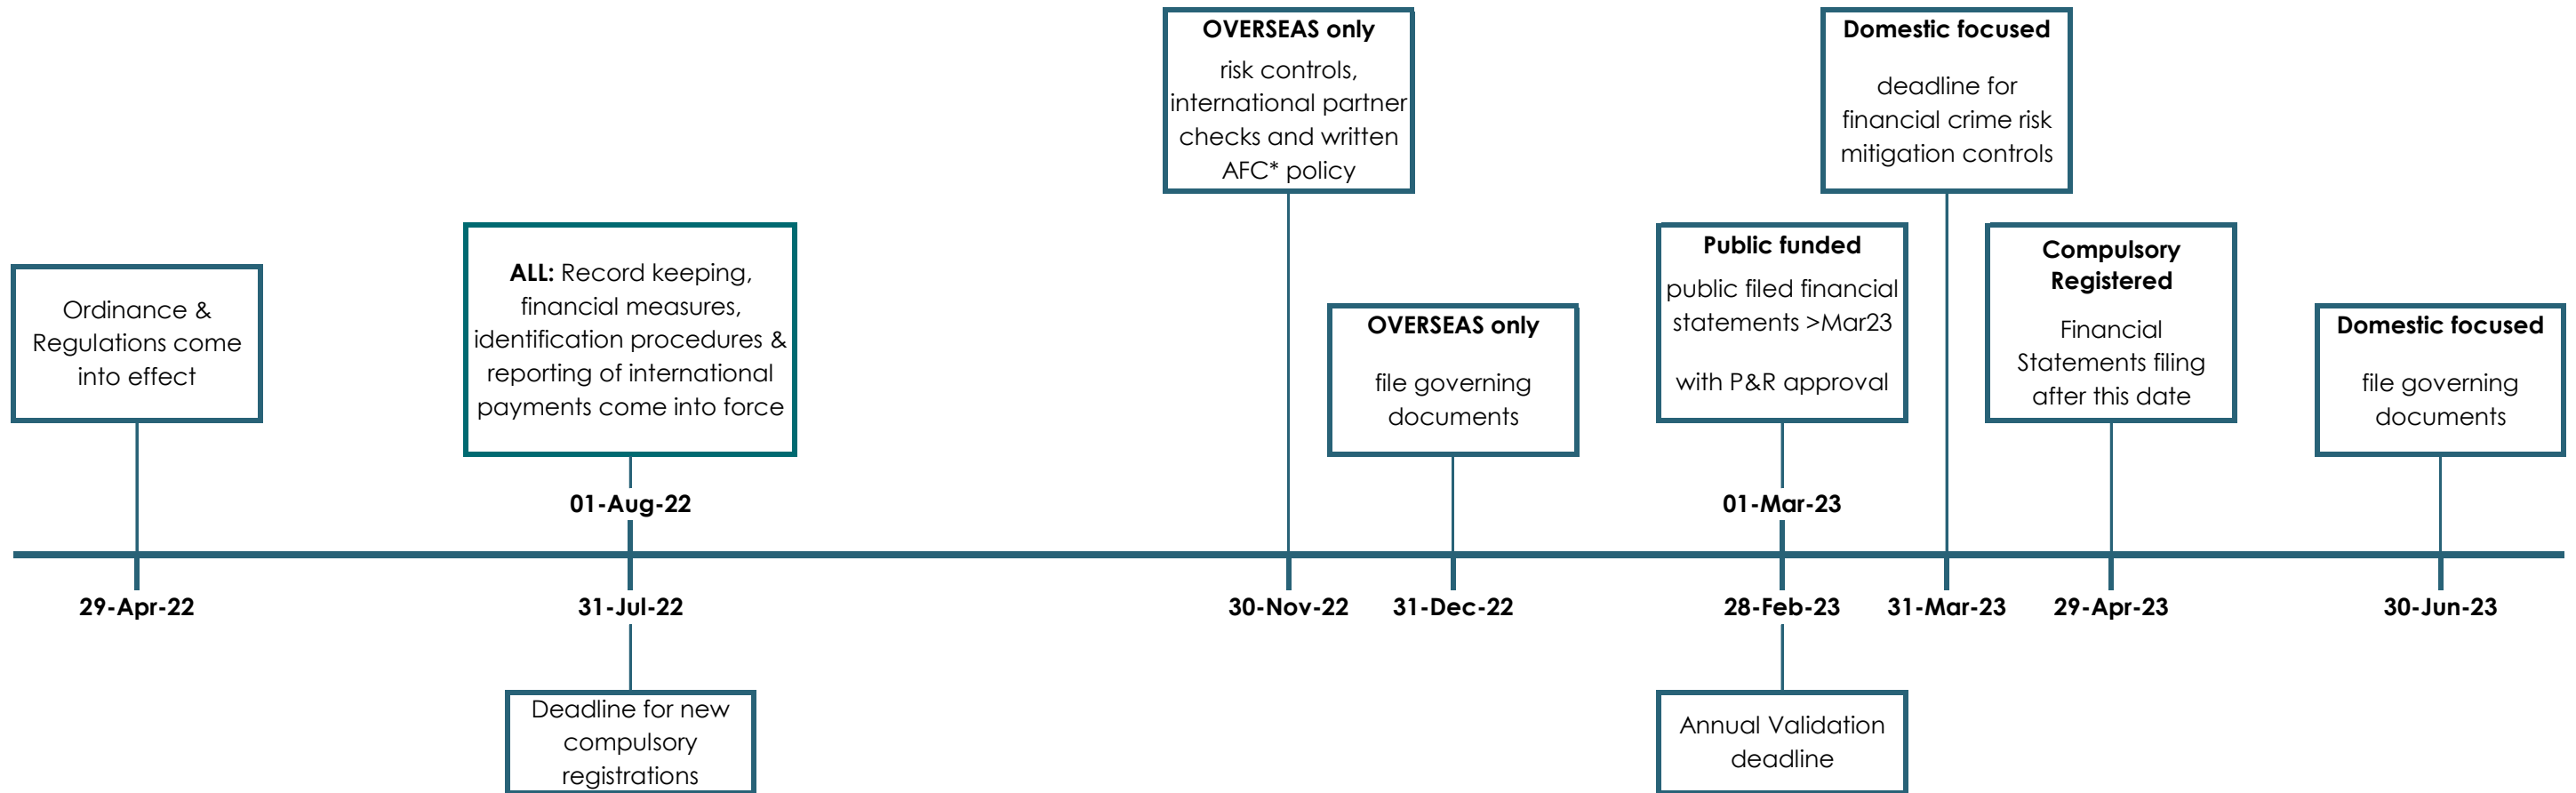 Ordinance &
Regulations come
into effect
29-Apr-22
ALL: Record keeping,
financial measures,
identification procedures &
reporting of international
payments come into force
01-Aug-22
31-Jul-22
Deadline for new
compulsory
registrations
OVERSEAS only
risk controls,
international partner
checks and written
AFC* policy
30-Nov-22
OVERSEAS only
file governing
documents
31-Dec-22
Public funded
public filed financial
statements >Mar23
with P&R approval
01-Mar-23
28-Feb-23
Annual Validation
deadline
Domestic focused
deadline for
financial crime risk
mitigation controls
31-Mar-23
Compulsory
Registered
Financial
Statements filing
after this date
29-Apr-23
Domestic focused
file governing
documents
30-Jun-23